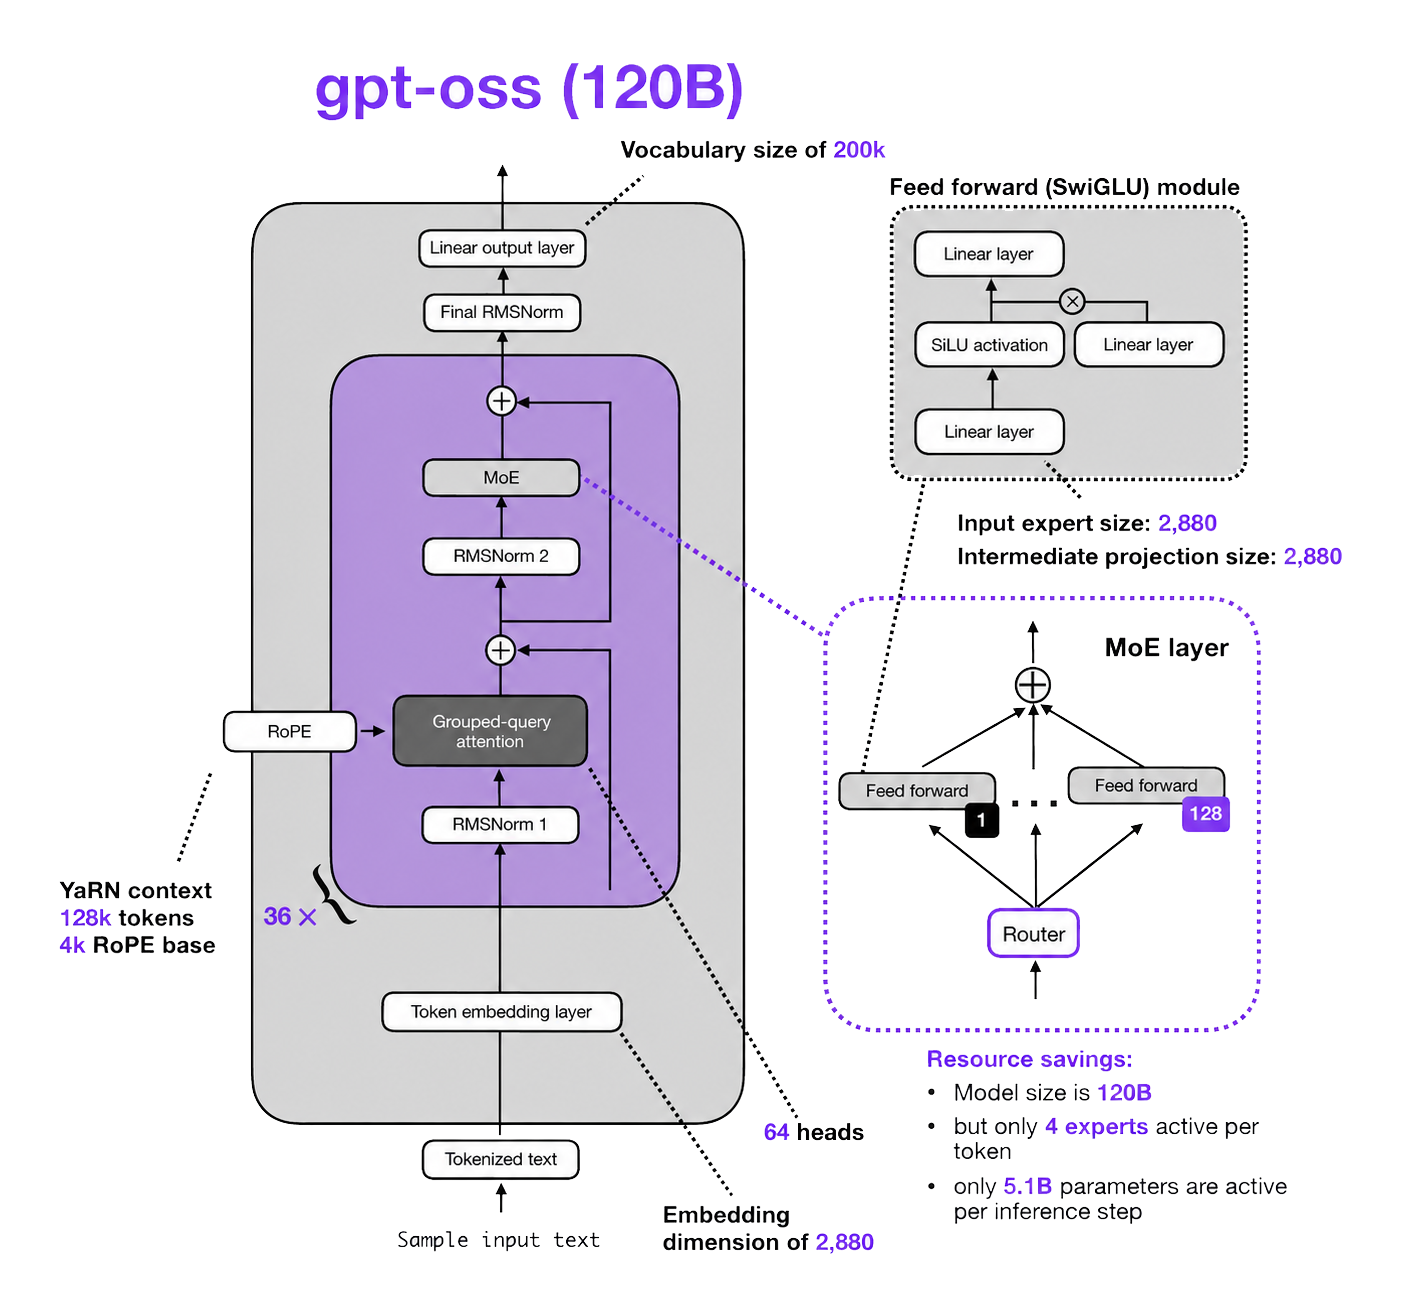 gpt-oss (120B)
Vocabulary size of 200k
Linear output layer
Final RMSNorm
MoE
RMSNorm 2
Grouped-query
attention
RoPE
RMSNorm 1
YaRN context
128k tokens
4k RoPE base
36 ×
Token embedding layer
Tokenized text
Sample input text
64 heads
Embedding
dimension of 2,880
Feed forward (SwiGLU) module
Linear layer
SiLU activation
Linear layer
Linear layer
Input expert size: 2,880
Intermediate projection size: 2,880
MoE layer
Feed forward
1
Feed forward
128
Router
Resource savings:
• Model size is 120B
• but only 4 experts active per
token
• only 5.1B parameters are active
per inference step